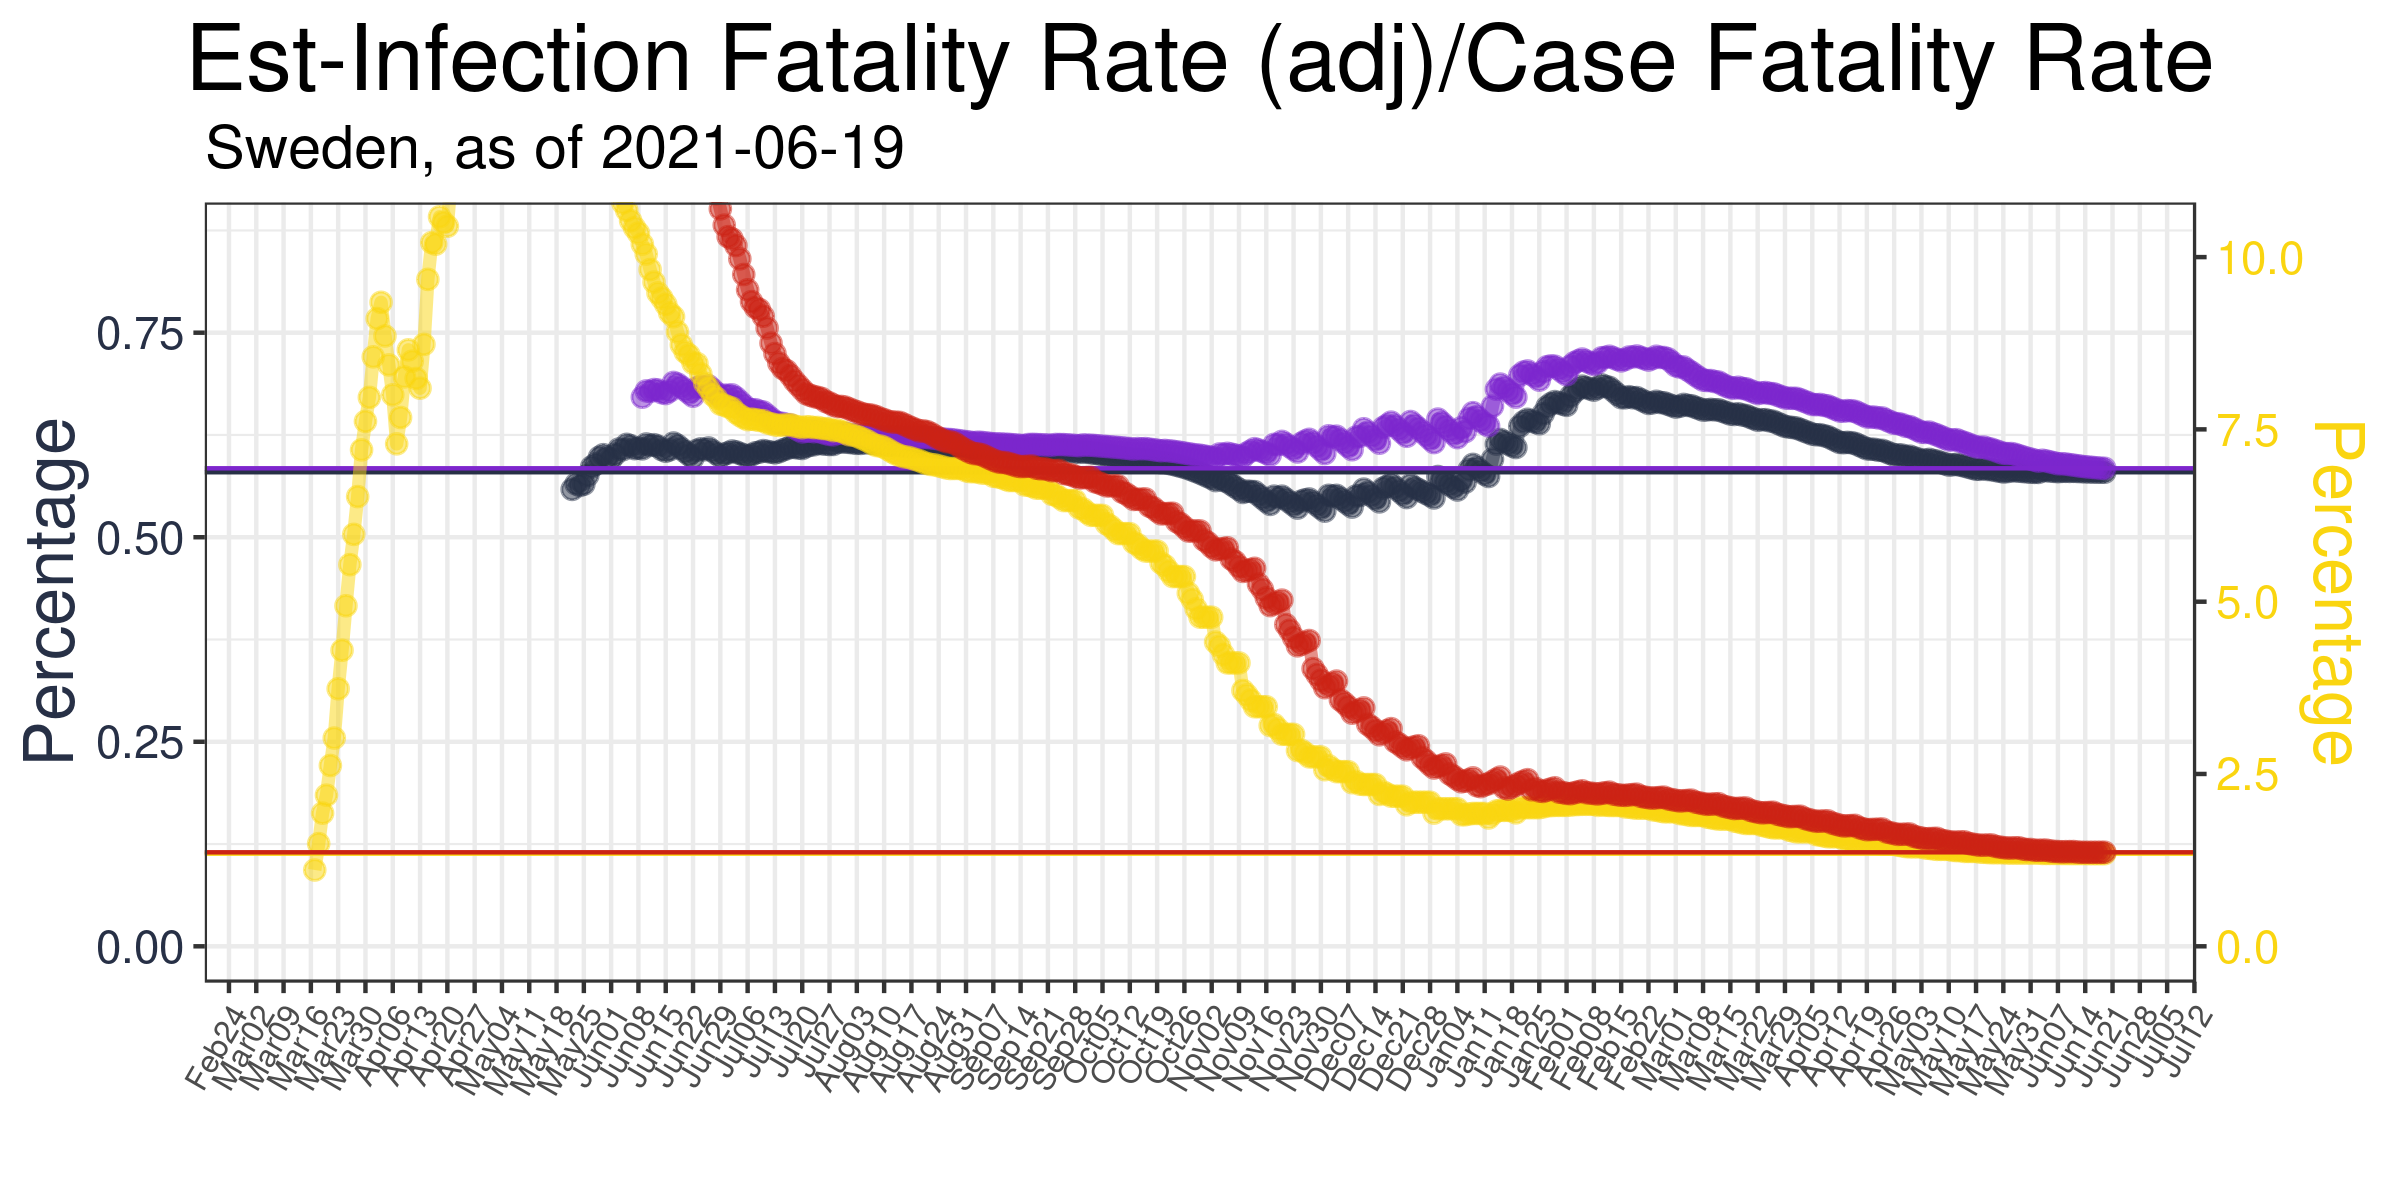 Est-Infection Fatality Rate (adj)/Case Fatality Rate
Sweden, as of 2021-06-19
Percentage
0.75
0.50
0.25
0.00
10.0
7.5
5.0
2.5
0.0
Percentage
Feb24
Mar02
Mar09
Mar16
Mar23
Mar30
Apr06
Apr13
Apr20
Apr27
May04
May11
May18
May25
Jun01
Jun08
Jun15
Jun22
Jun29
Jul06
Jul13
Jul20
Jul27
Aug03
Aug10
Aug17
Aug24
Aug31
Sep07
Sep14
Sep21
Sep28
Oct05
Oct12
Oct19
Oct26
Nov02
Nov09
Nov16
Nov23
Nov30
Dec07
Dec14
Dec21
Dec28
Jan04
Jan11
Jan18
Jan25
Feb01
Feb08
Feb15
Feb22
Mar01
Mar08
Mar15
Mar22
Mar29
Apr05
Apr12
Apr19
Apr26
May03
May10
May17
May24
May31
Jun07
Jun14
Jun21
Jun28
Jul05
Jul12